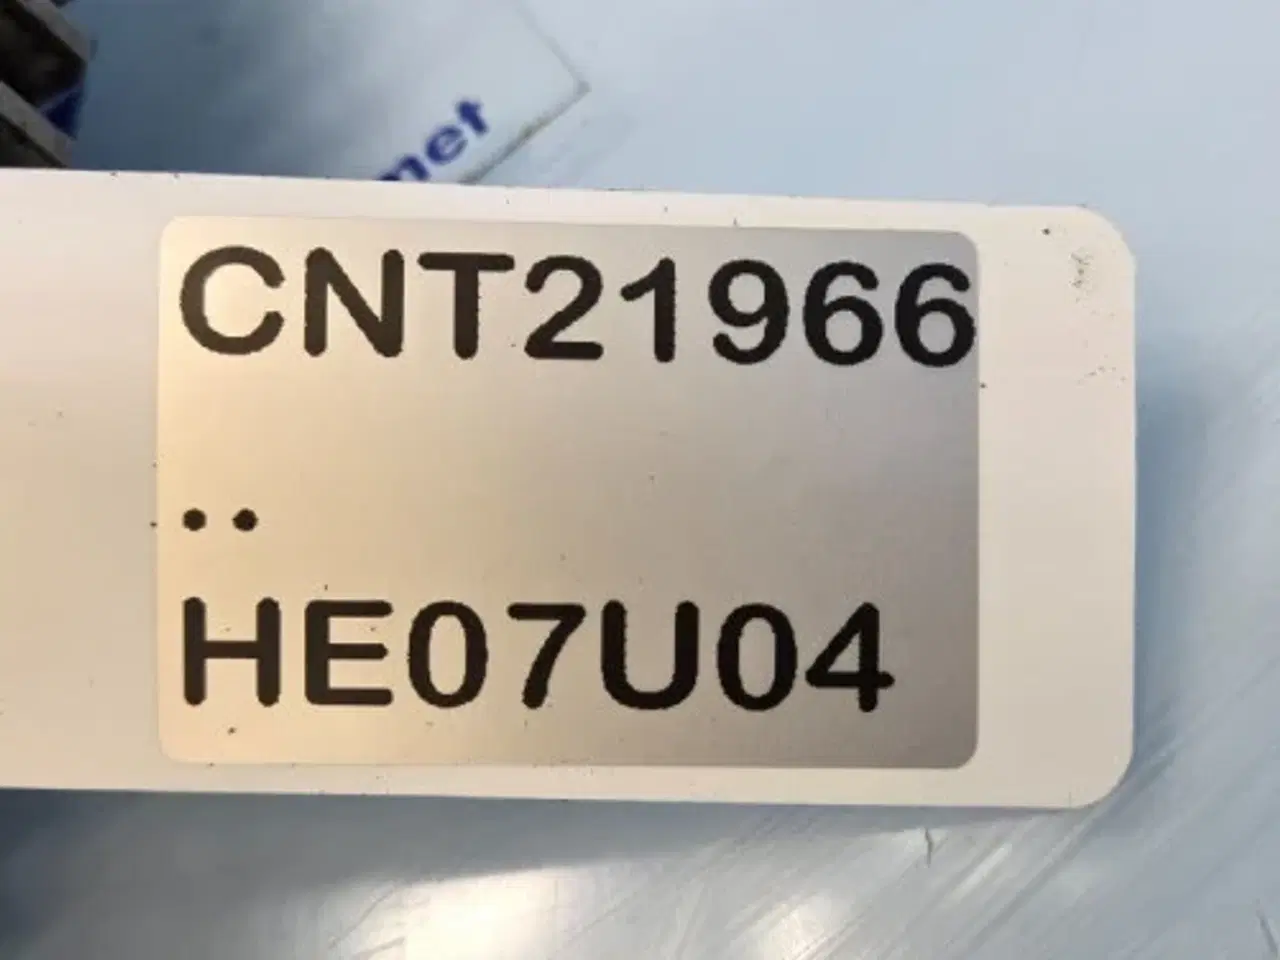 met
CNT21966
..
HE07U04